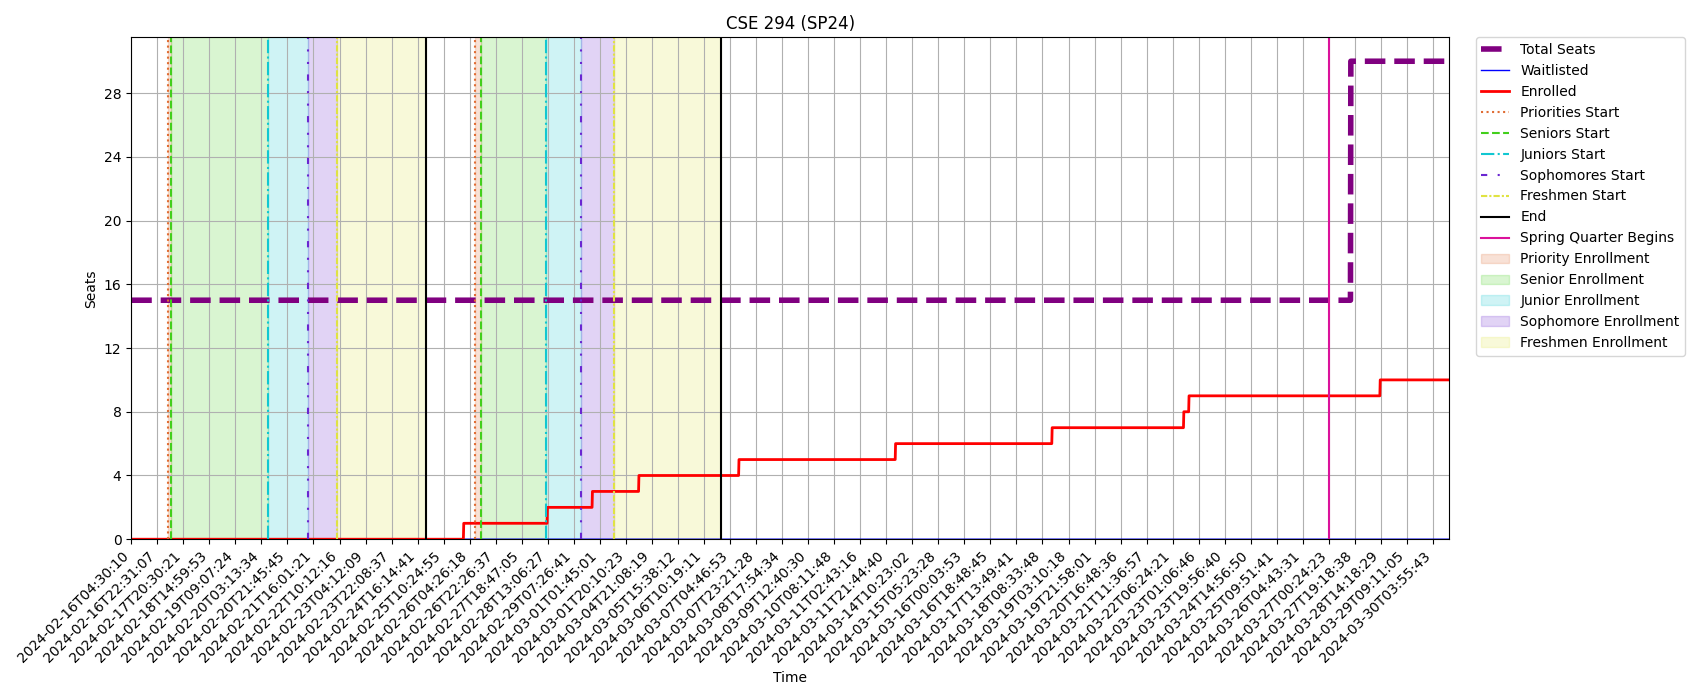 CSE 294 (SP24)
Seats
28
24
20
16
12
8
4
0
2024-02-16T04:30:10
2024-02-16T22:31:07
2024-02-17T20:30:21
2024-02-18T14:59:53
2024-02-19T09:07:24
2024-02-20T03:13:34
2024-02-20T21:45:45
2024-02-21T16:01:21
2024-02-22T10:12:16
2024-02-23T04:12:09
2024-02-23T22:08:37
2024-02-24T16:14:41
2024-02-25T10:24:55
2024-02-26T04:26:18
2024-02-26T22:26:37
2024-02-27T18:47:05
2024-02-28T13:06:27
2024-02-29T07:26:41
2024-03-01T01:45:01
2024-03-01T20:10:23
2024-03-04T21:08:19
2024-03-05T15:38:12
2024-03-06T10:19:11
2024-03-07T04:46:53
2024-03-07T23:21:28
2024-03-08T17:54:34
2024-03-09T12:40:30
2024-03-10T08:11:48
2024-03-11T02:43:16
2024-03-11T21:44:40
2024-03-14T10:23:02
2024-03-15T05:23:28
2024-03-16T00:03:53
2024-03-16T18:48:45
2024-03-17T13:49:41
2024-03-18T08:33:48
2024-03-19T03:10:18
2024-03-19T21:58:01
2024-03-20T16:48:36
2024-03-21T11:36:57
2024-03-22T06:24:21
2024-03-23T01:06:46
2024-03-23T19:56:40
2024-03-24T14:56:50
2024-03-25T09:51:41
2024-03-26T04:43:31
2024-03-27T00:24:23
2024-03-27T19:18:38
2024-03-28T14:18:29
2024-03-29T09:11:05
2024-03-30T03:55:43
Time
Total Seats
Waitlisted
Enrolled
Priorities Start
Seniors Start
Juniors Start
Sophomores Start
Freshmen Start
End
Spring Quarter Begins
Priority Enrollment
Senior Enrollment
Junior Enrollment
Sophomore Enrollment
Freshmen Enrollment